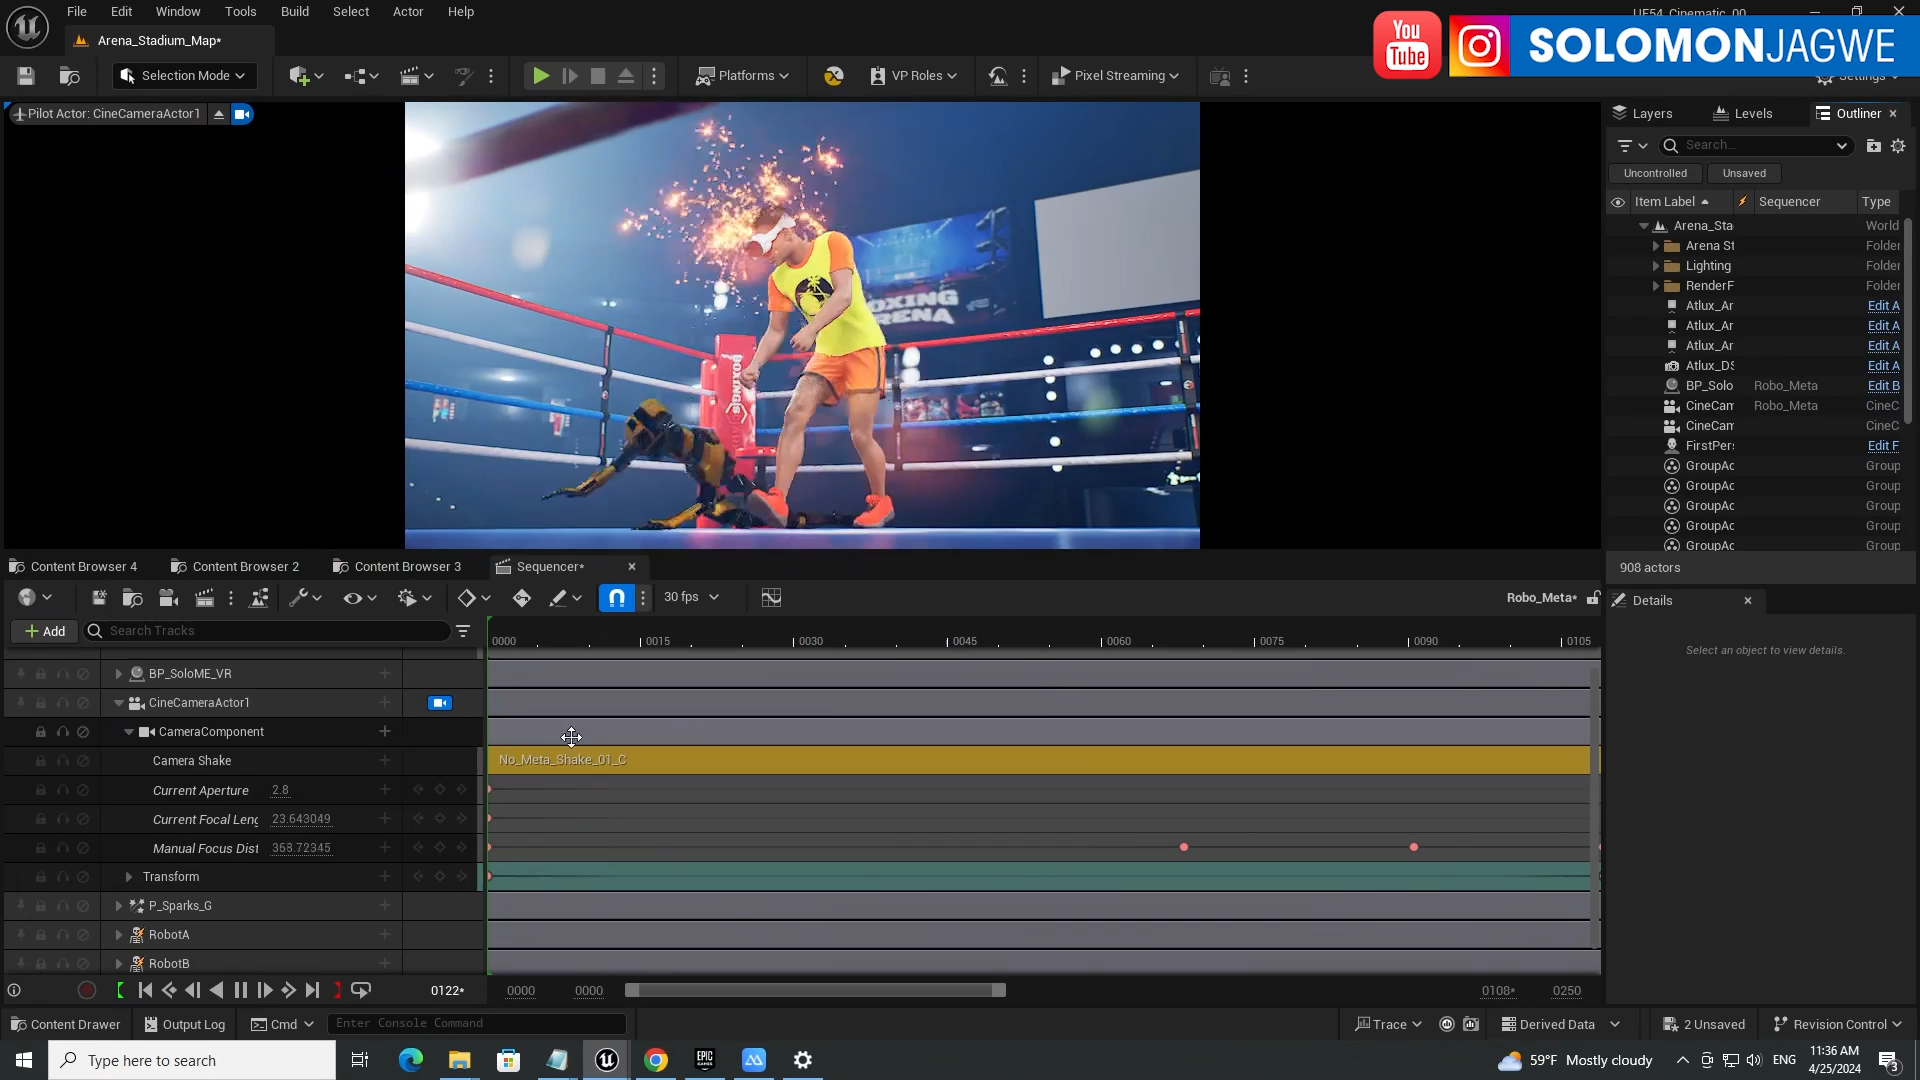 File Edit Window Tools Build Select Actor Help
UE54_Cinematic_00
Arena_Stadium_Map*
You
Tube
SOLOMONJAGWE
Selection Mode
Platforms
VP Roles
Pixel Streaming
Settings
Pilot Actor: CineCameraActor1
Layers Levels Outliner
Search...
Uncontrolled Unsaved
Item Label Sequencer Type
Arena_Sta World
Arena St Folder
Lighting Folder
RenderF Folder
Atlux_Ar Edit A
Atlux_Ar Edit A
Atlux_Ar Edit A
Atlux_DS Edit A
BP_Solo Robo_Meta Edit B
CineCam Robo_Meta CineC
CineCam CineC
FirstPers Edit F
GroupAc Group
GroupAc Group
GroupAc Group
GroupAc Group
GroupAc Group
908 actors
BOXING
ARENA
BOXING
Content Browser 4 Content Browser 2 Content Browser 3 Sequencer*
30 fps
Robo_Meta*
Details
Select an object to view details.
Add
Search Tracks
0000 0015 0030 0045 0060 0075 0090 0105
BP_SoloME_VR
CineCameraActor1
CameraComponent
Camera Shake
No_Meta_Shake_01_C
Current Aperture 2.8
Current Focal Leng 23.643049
Manual Focus Dist 358.72345
Transform
P_Sparks_G
RobotA
RobotB
0122* 0000 0000 0108* 0250
Content Drawer Output Log Cmd Enter Console Command
Trace Derived Data 2 Unsaved Revision Control
Type here to search
EPIC
GAMES
59°F Mostly cloudy
ENG
11:36 AM
4/25/2024
3